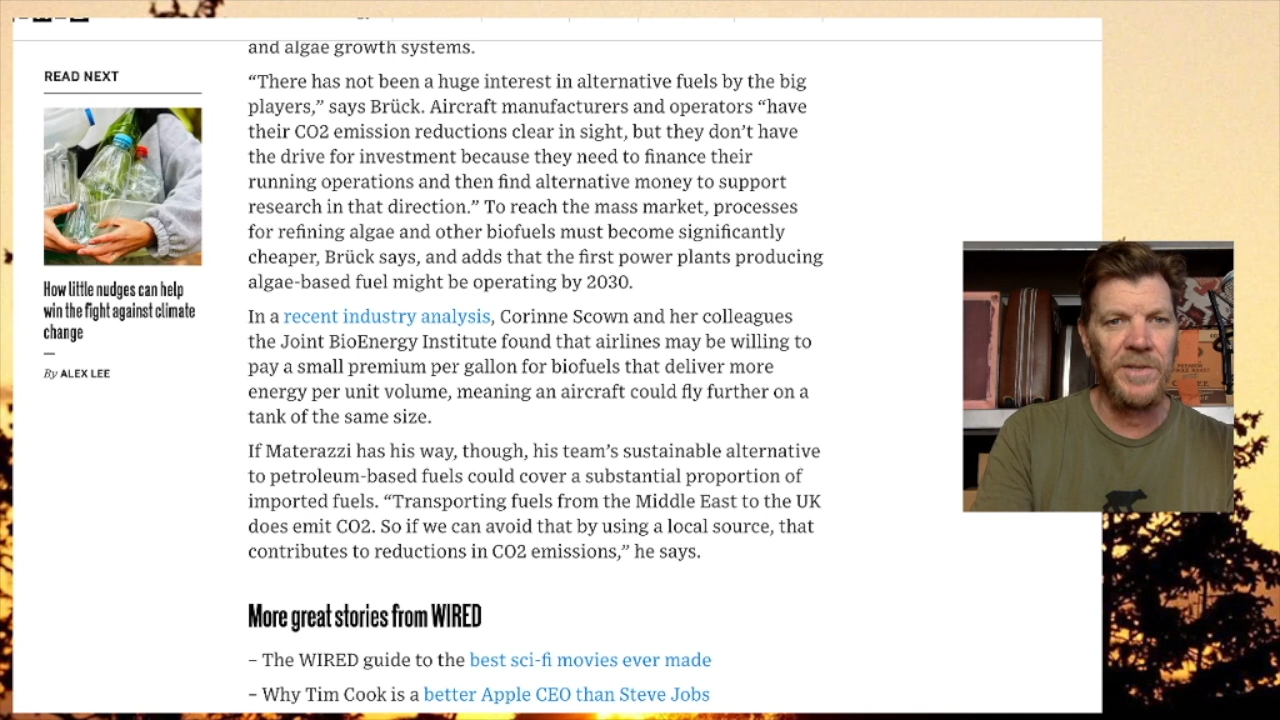 and algae growth systems.
READ NEXT
“There has not been a huge interest in alternative fuels by the big
players,” says Brück. Aircraft manufacturers and operators “have
their CO2 emission reductions clear in sight, but they don’t have
the drive for investment because they need to finance their
running operations and then find alternative money to support
research in that direction.” To reach the mass market, processes
for refining algae and other biofuels must become significantly
cheaper, Brück says, and adds that the first power plants producing
algae-based fuel might be operating by 2030.
How little nudges can help
win the fight against climate
change
By ALEX LEE
In a recent industry analysis, Corinne Scown and her colleagues
the Joint BioEnergy Institute found that airlines may be willing to
pay a small premium per gallon for biofuels that deliver more
energy per unit volume, meaning an aircraft could fly further on a
tank of the same size.
If Materazzi has his way, though, his team’s sustainable alternative
to petroleum-based fuels could cover a substantial proportion of
imported fuels. “Transporting fuels from the Middle East to the UK
does emit CO2. So if we can avoid that by using a local source, that
contributes to reductions in CO2 emissions,” he says.
More great stories from WIRED
– The WIRED guide to the best sci-fi movies ever made
– Why Tim Cook is a better Apple CEO than Steve Jobs